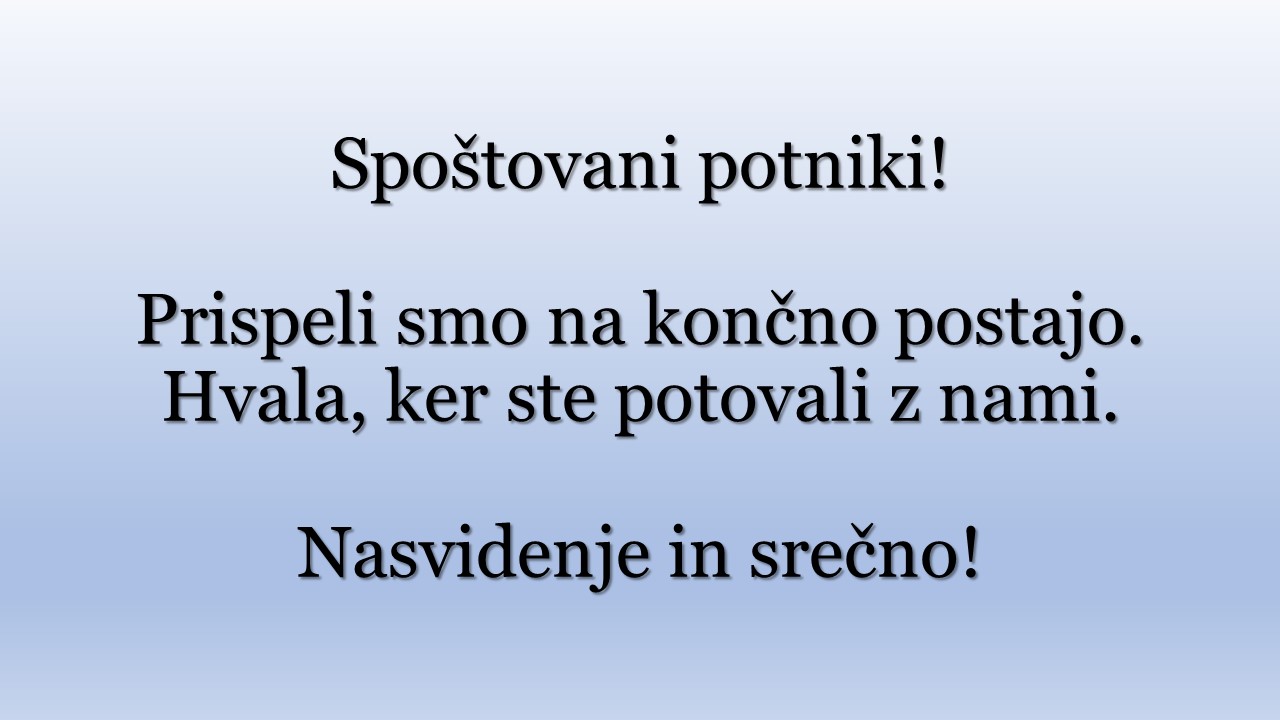 Spoštovani potniki!
Prispeli smo na končno postajo.
Hvala, ker ste potovali z nami.
Nasvidenje in srečno!